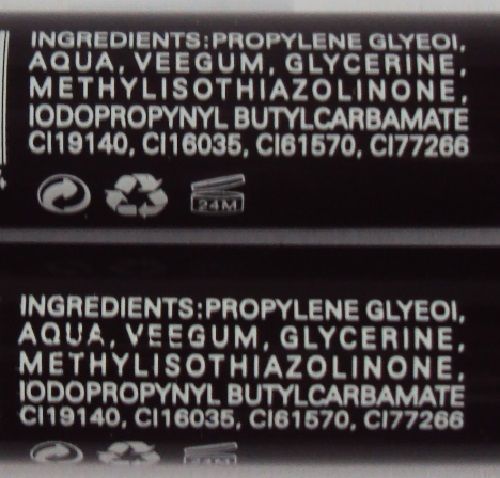 INGREDIENTS:PROPYLENE GLYEOI,
AQUA, VEEGUM, GLYCERINE,
METHYLISOTHIAZOLINONE,
IODOPROPYNYL BUTYLCARBAMATE
CI19140, CI16035, CI61570, CI77266
24M
INGREDIENTS:PROPYLENE GLYEOI,
AQUA, VEEGUM, GLYCERINE,
METHYLISOTHIAZOLINONE,
IODOPROPYNYL BUTYLCARBAMATE
CI19140, CI16035, CI61570, CI77266
24M